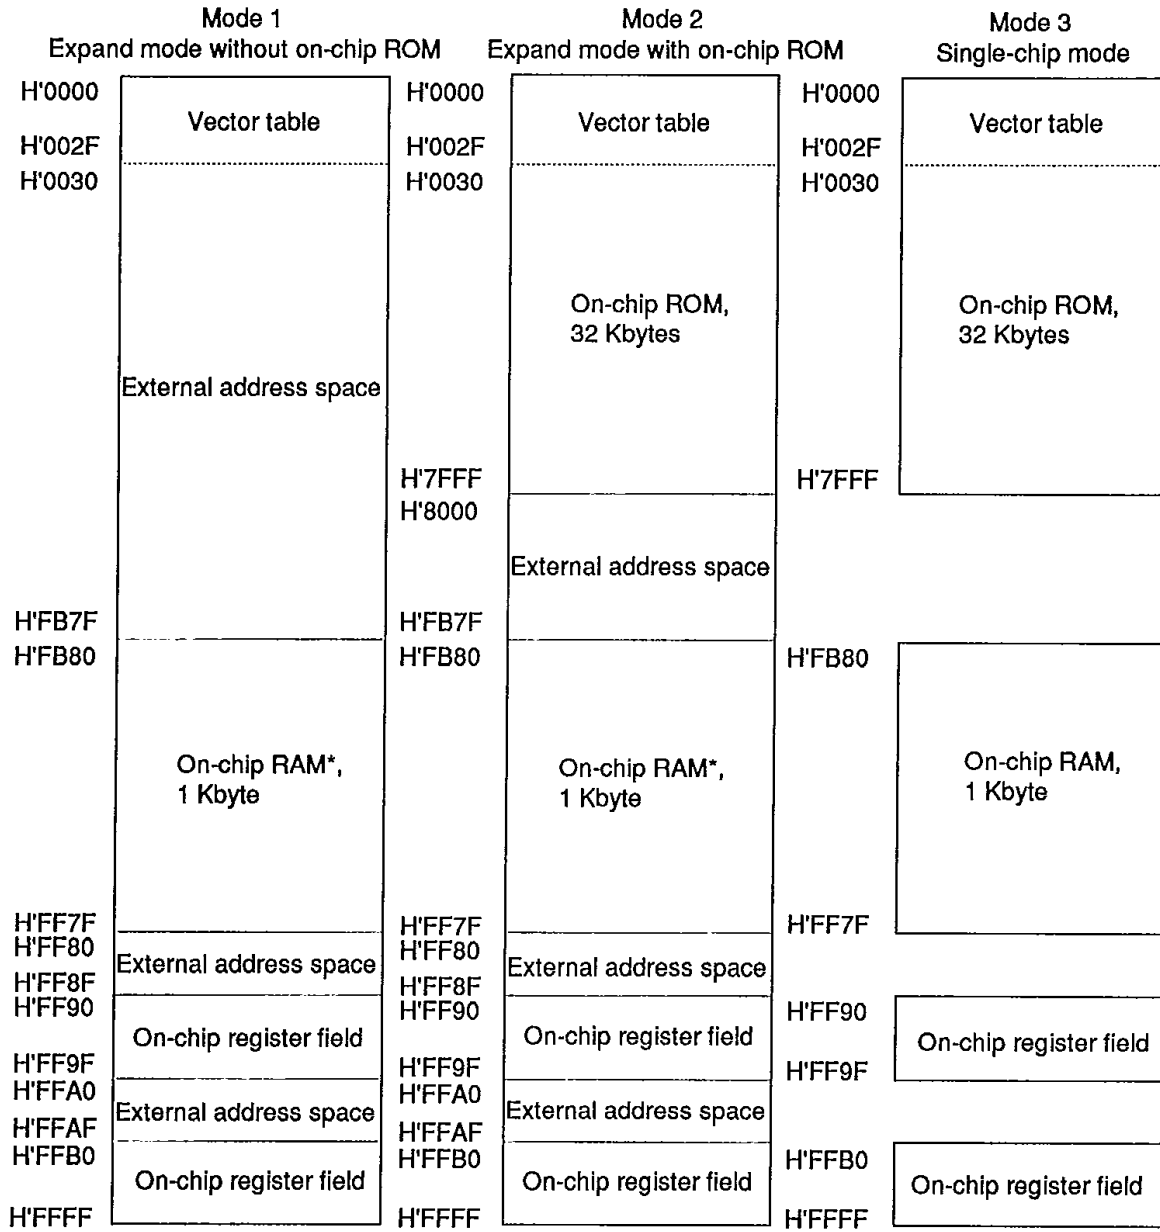 Mode 1
Expand mode without on-chip ROM
H'0000
Vector table
H'002F
H'0030
External address space
H'FB7F
H'FB80
On-chip RAM*,
1 Kbyte
H'FF7F
H'FF80
External address space
H'FF8F
H'FF90
On-chip register field
H'FF9F
H'FFA0
External address space
H'FFAF
H'FFB0
On-chip register field
H'FFFF
Mode 2
Expand mode with on-chip ROM
H'0000
Vector table
H'002F
H'0030
On-chip ROM,
32 Kbytes
H'7FFF
H'8000
External address space
H'FB7F
H'FB80
On-chip RAM*,
1 Kbyte
H'FF7F
H'FF80
External address space
H'FF8F
H'FF90
On-chip register field
H'FF9F
H'FFA0
External address space
H'FFAF
H'FFB0
On-chip register field
H'FFFF
Mode 3
Single-chip mode
H'0000
Vector table
H'002F
H'0030
On-chip ROM,
32 Kbytes
H'7FFF
H'FB80
On-chip RAM,
1 Kbyte
H'FF7F
H'FF90
On-chip register field
H'FF9F
H'FFB0
On-chip register field
H'FFFF